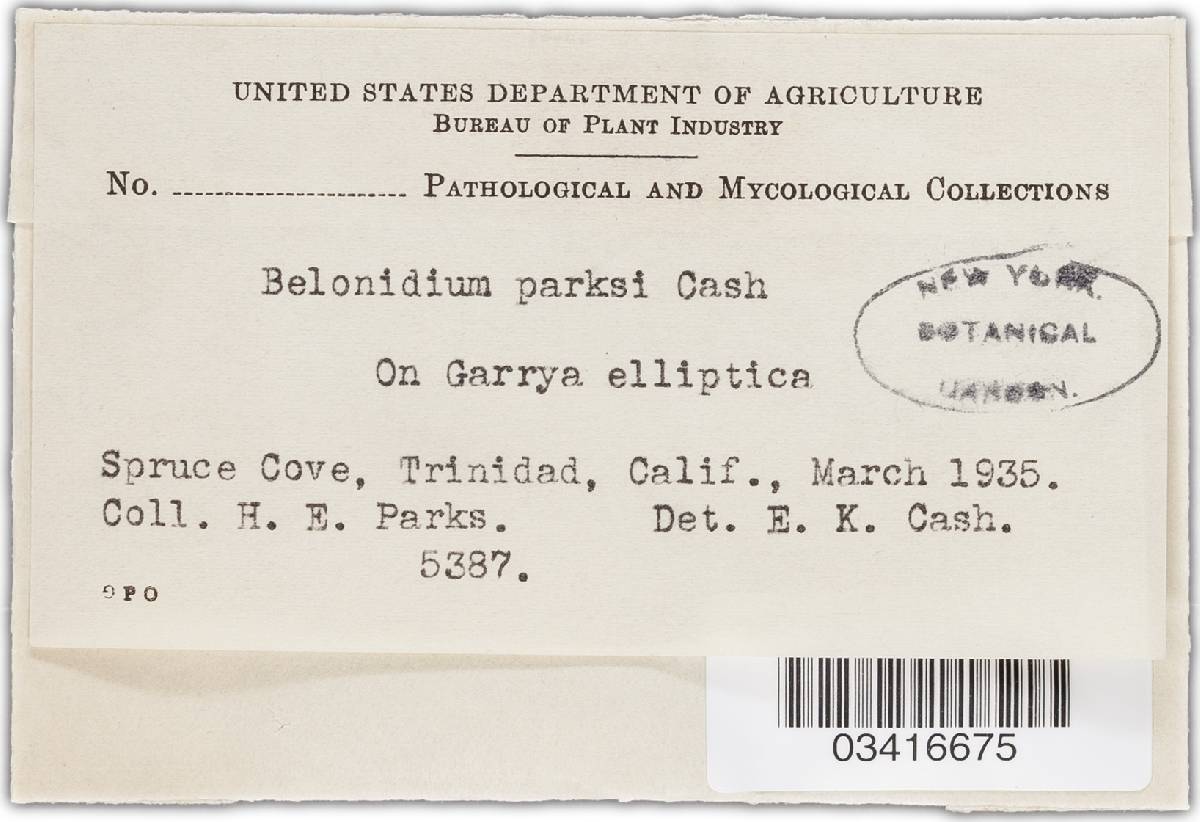 UNITED STATES DEPARTMENT OF AGRICULTURE
BUREAU OF PLANT INDUSTRY
No. ........................ PATHOLOGICAL AND MYCOLOGICAL COLLECTIONS
Belonidium parksi Cash
NEW YORK
BOTANICAL
GARDEN.
On Garrya elliptica
Spruce Cove, Trinidad, Calif., March 1935.
Coll. H. E. Parks. Det. E. K. Cash.
5387.
GPO
03416675